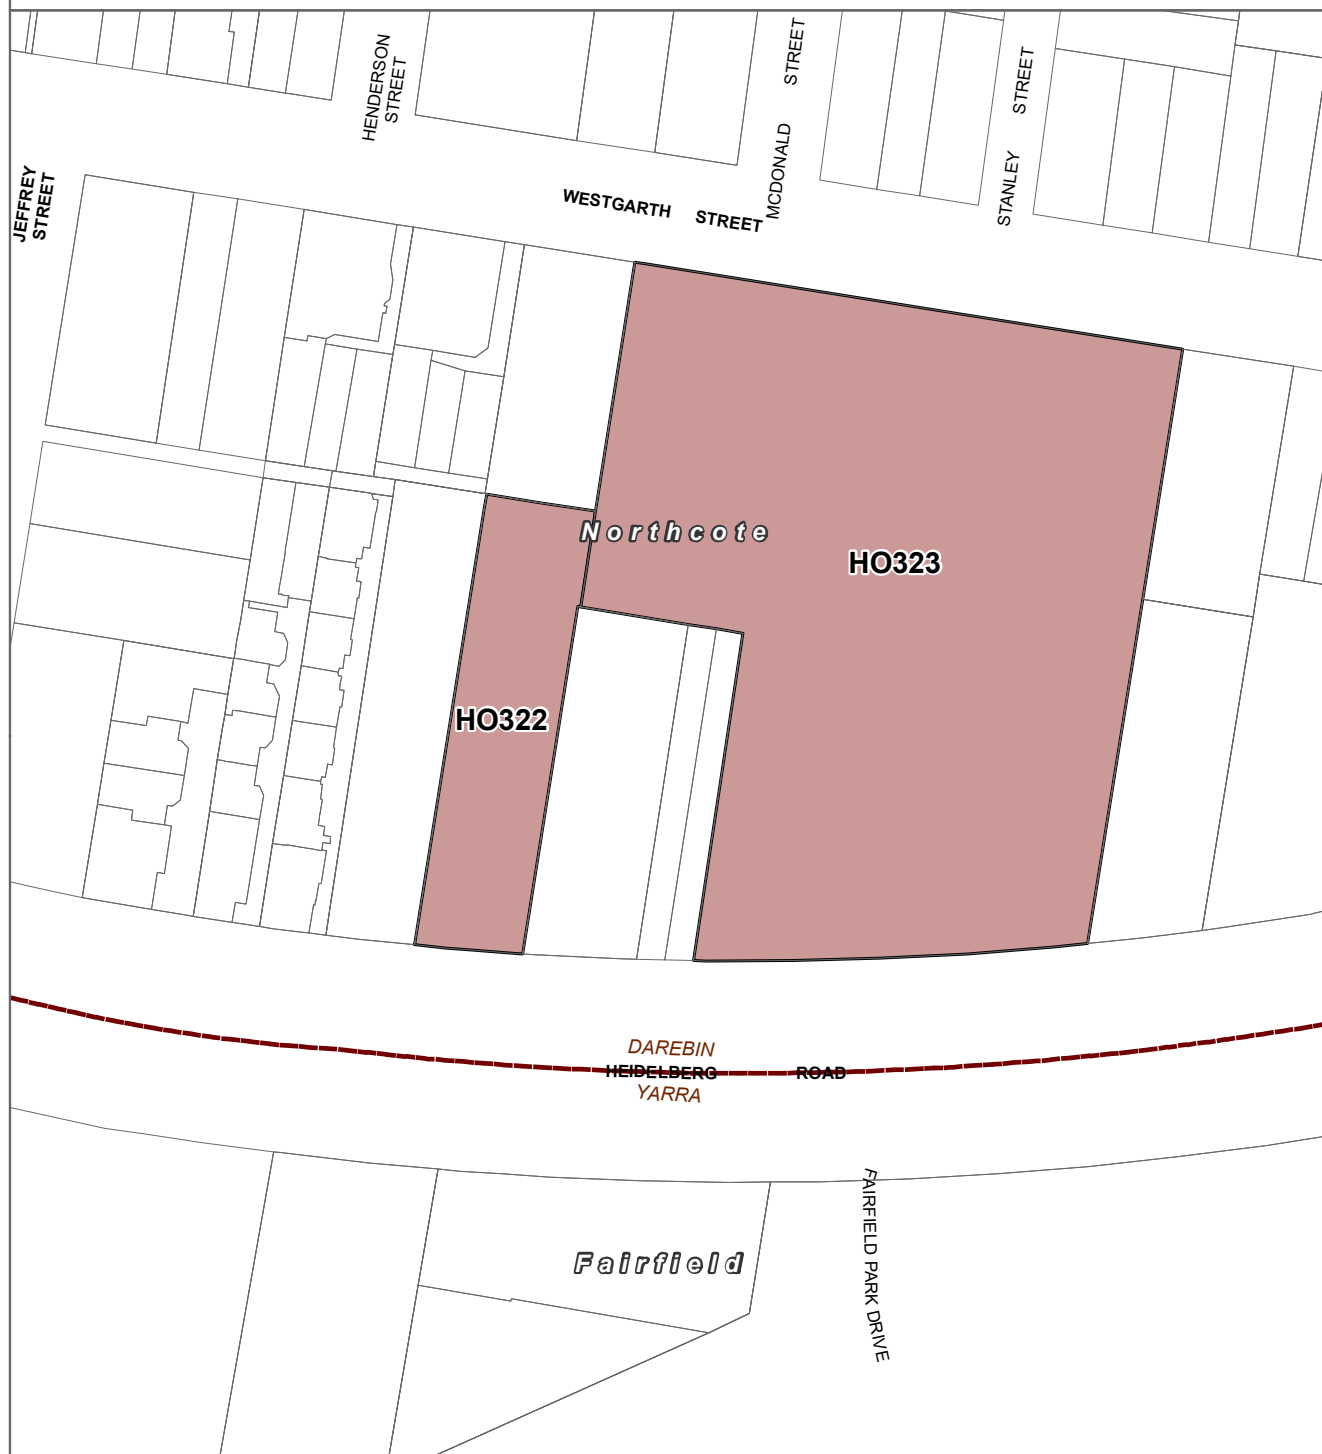 HENDERSON
STREET
MCDONALD STREET
STANLEY STREET
JEFFREY
STREET
WESTGARTH STREET
Northcote
HO323
HO322
DAREBIN
HEIDELBERG ROAD
YARRA
FAIRFIELD PARK DRIVE
Fairfield